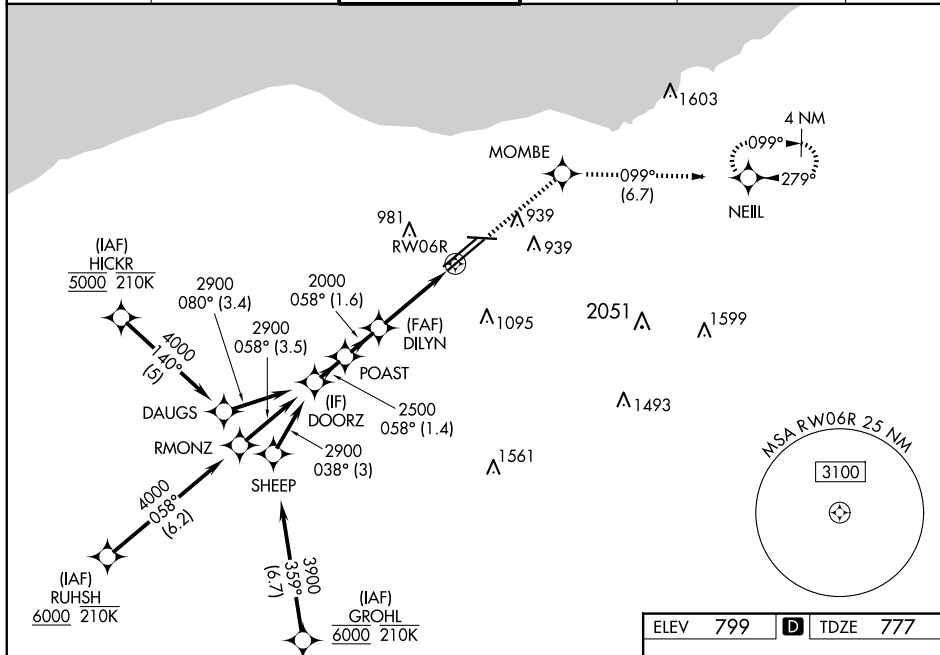 1603
4 NM
099°
279°
NEIIL
MOMBE
099°
(6.7)
981
939
RW06R
939
(IAF)
HICKR
5000 210K
2900
080° (3.4)
2000
058° (1.6)
2900
058° (3.5)
4000
140°
(5)
(FAF)
DILYN
1095
2051
1599
POAST
DAUGS
(IF)
DOORZ
2500
058° (1.4)
1493
RMONZ
2900
038° (3)
SHEEP
1561
MSA RW06R 25 NM
3100
4000
058°
(6.2)
(IAF)
RUHSH
6000 210K
3900
359°
(6.7)
(IAF)
GROHL
6000 210K
ELEV 799 D TDZE 777